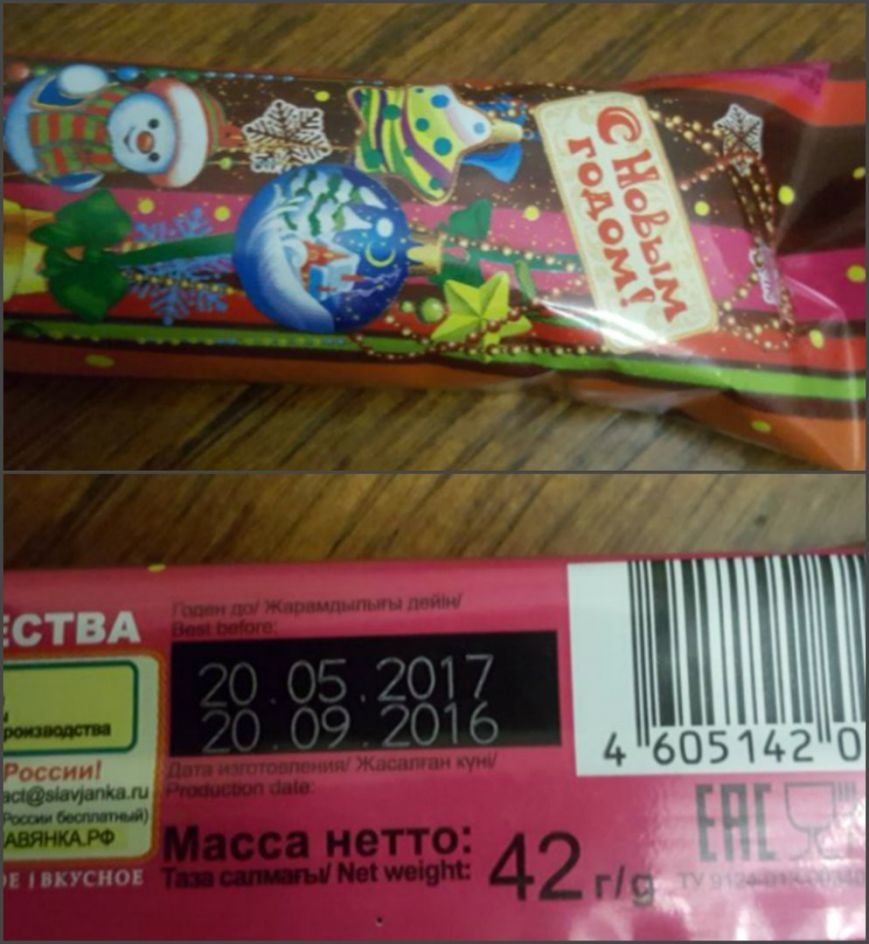 С Новым
годом!
ЕСТВА
роизводства
России!
act@slavjanka.ru
России бесплатный)
АВЯНКА.РФ
ОЕ | ВКУСНОЕ
Годен до/ Жарамдылығы дейін/
Best before:
20.05.2017
20.09.2016
Дата изготовления/ Жасалған күні/
Production date:
Масса нетто:
Таза салмағы/ Net weight:
42 г/g
4 605142 0
EAC
ТУ